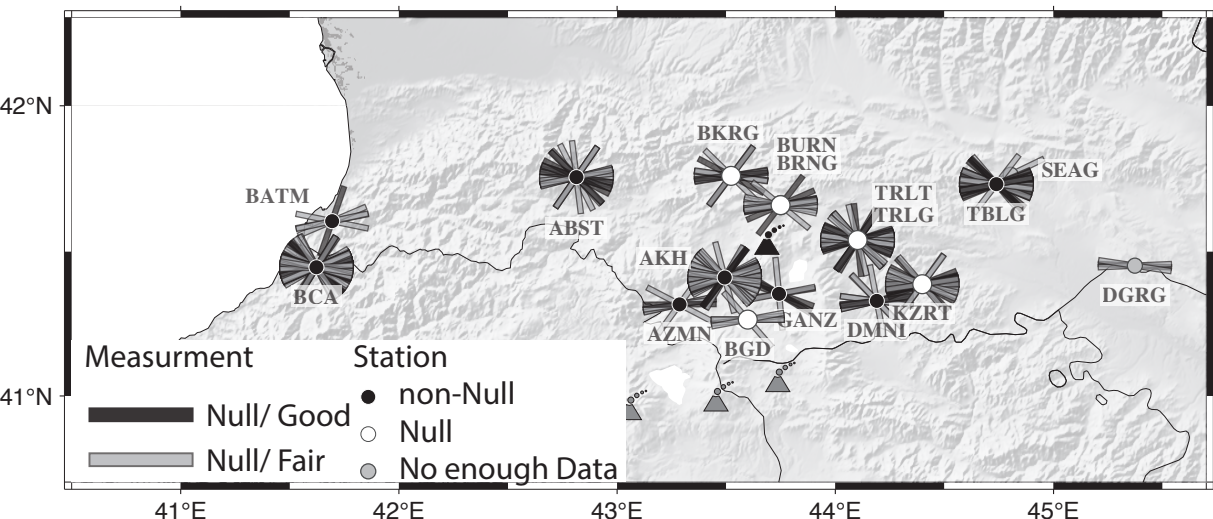 42°N
41°N
BKRG
BURN
BRNG
SEAG
BATM
TRLT
TRLG
TBLG
ABST
AKH
BCA
DGRG
GANZ
KZRT
AZMN
DMNI
BGD
Measurment
Station
Null/ Good
non-Null
Null
Null/ Fair
No enough Data
41°E
42°E
43°E
44°E
45°E